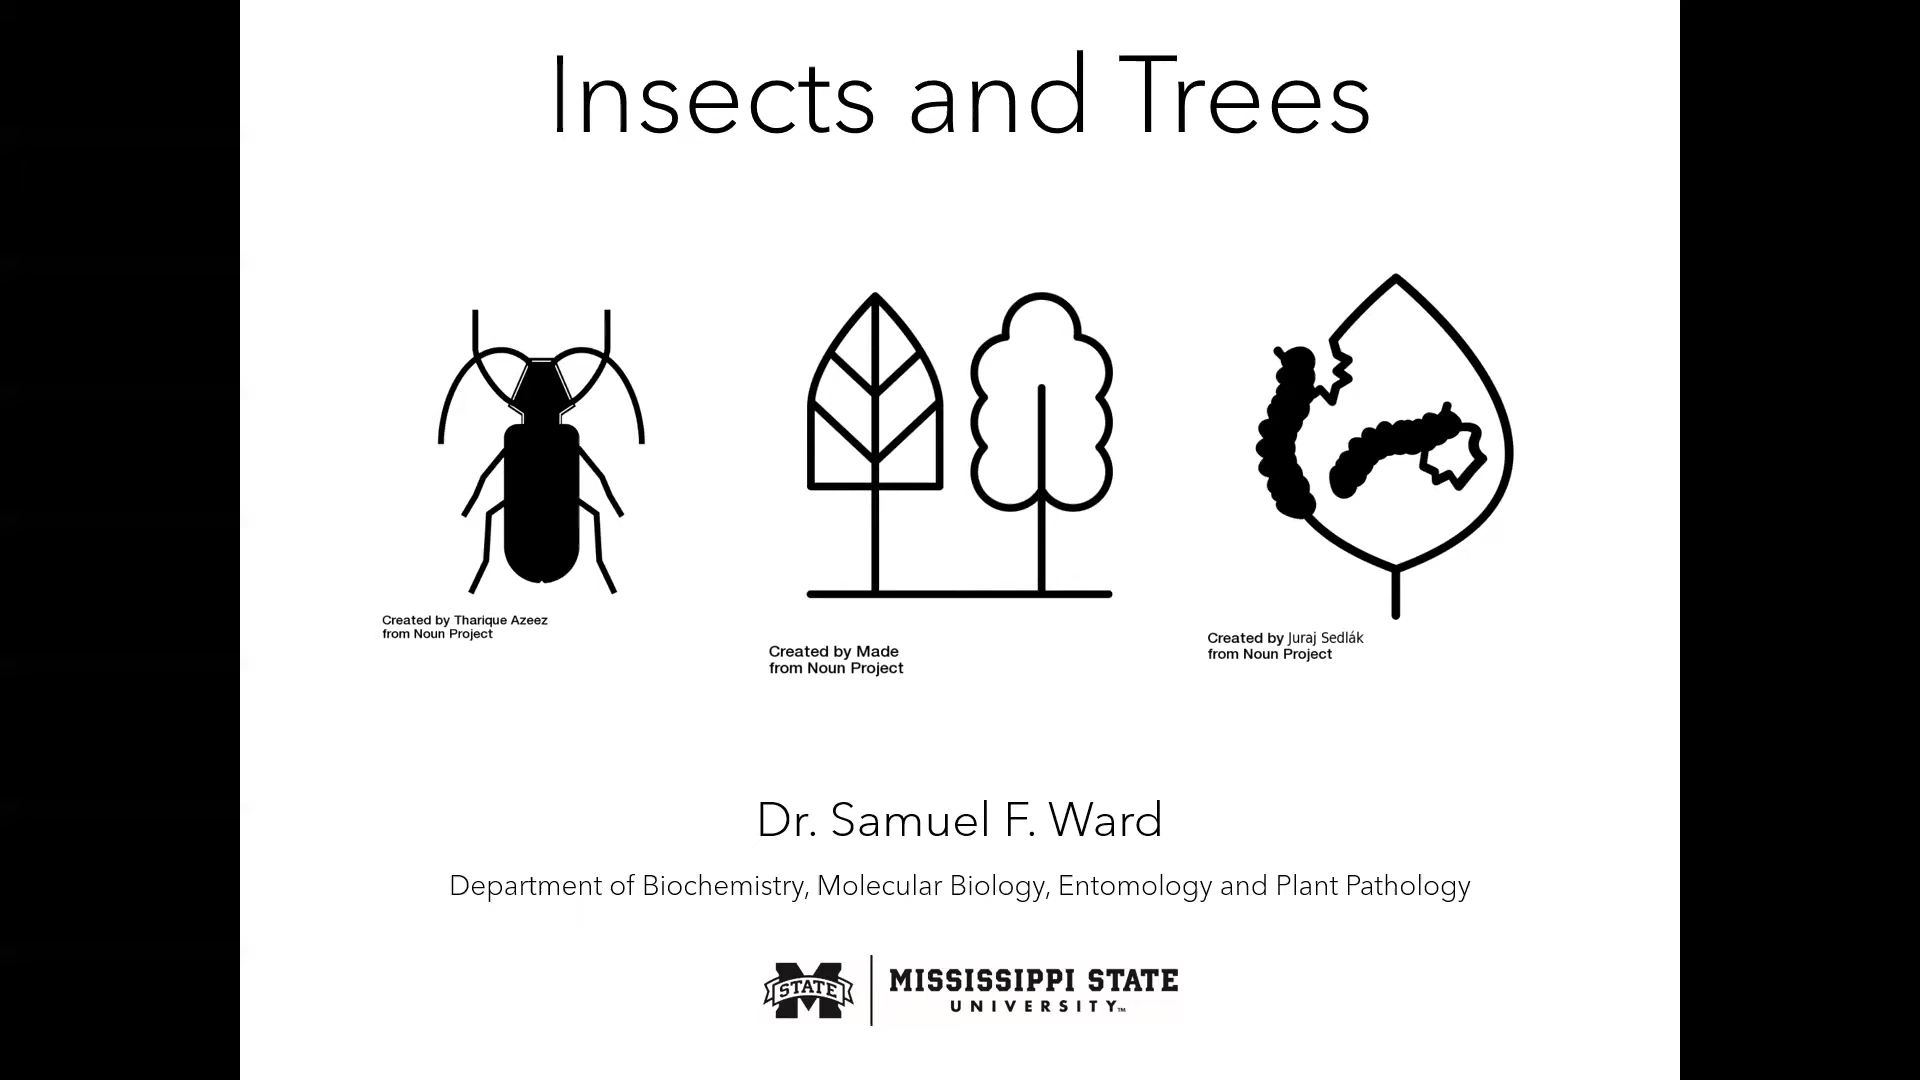 Insects and Trees
Created by Tharique Azeez
from Noun Project
Created by Made
from Noun Project
Created by Juraj Sedlák
from Noun Project
Dr. Samuel F. Ward
Department of Biochemistry, Molecular Biology, Entomology and Plant Pathology
STATE
MISSISSIPPI STATE
UNIVERSITY™